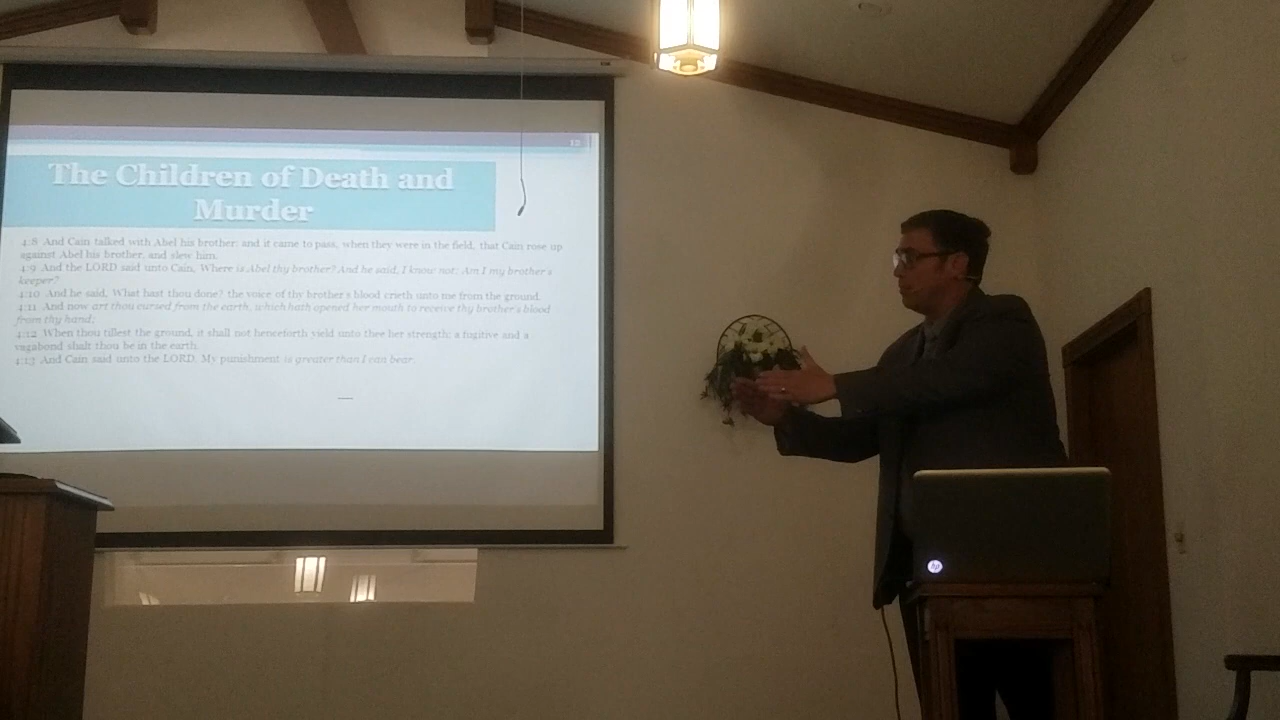 12
The Children of Death and
Murder
4:8 And Cain talked with Abel his brother: and it came to pass, when they were in the field, that Cain rose up
against Abel his brother, and slew him.
4:9 And the LORD said unto Cain, Where is Abel thy brother? And he said, I know not: Am I my brother's
keeper?
4:10 And he said, What hast thou done? the voice of thy brother's blood crieth unto me from the ground.
4:11 And now art thou cursed from the earth, which hath opened her mouth to receive thy brother's blood
from thy hand;
4:12 When thou tillest the ground, it shall not henceforth yield unto thee her strength; a fugitive and a
vagabond shalt thou be in the earth.
4:13 And Cain said unto the LORD, My punishment is greater than I can bear.
hp